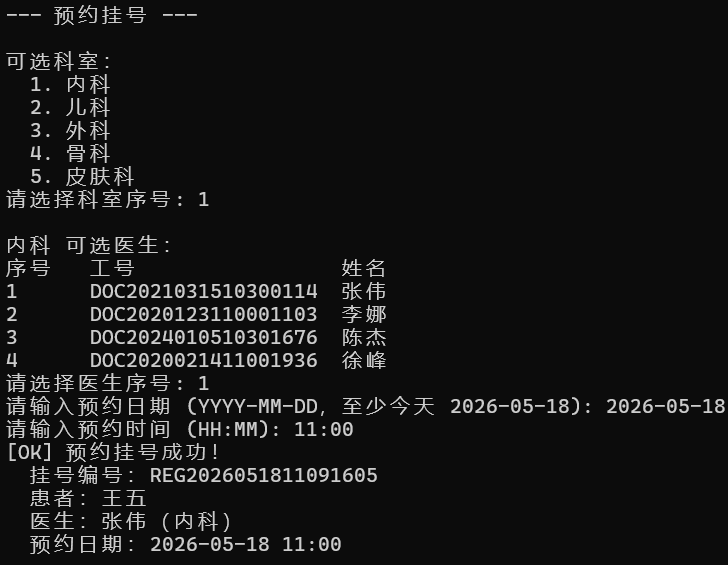 --- 预约挂号 ---
可选科室:
1. 内科
2. 儿科
3. 外科
4. 骨科
5. 皮肤科
请选择科室序号: 1
内科 可选医生:
序号 工号 姓名
1 DOC2021031510300114 张伟
2 DOC2020123110001103 李娜
3 DOC2024010510301676 陈杰
4 DOC2020021411001936 徐峰
请选择医生序号: 1
请输入预约日期 (YYYY-MM-DD, 至少今天 2026-05-18): 2026-05-18
请输入预约时间 (HH:MM): 11:00
[OK] 预约挂号成功!
挂号编号: REG2026051811091605
患者: 王五
医生: 张伟 (内科)
预约日期: 2026-05-18 11:00